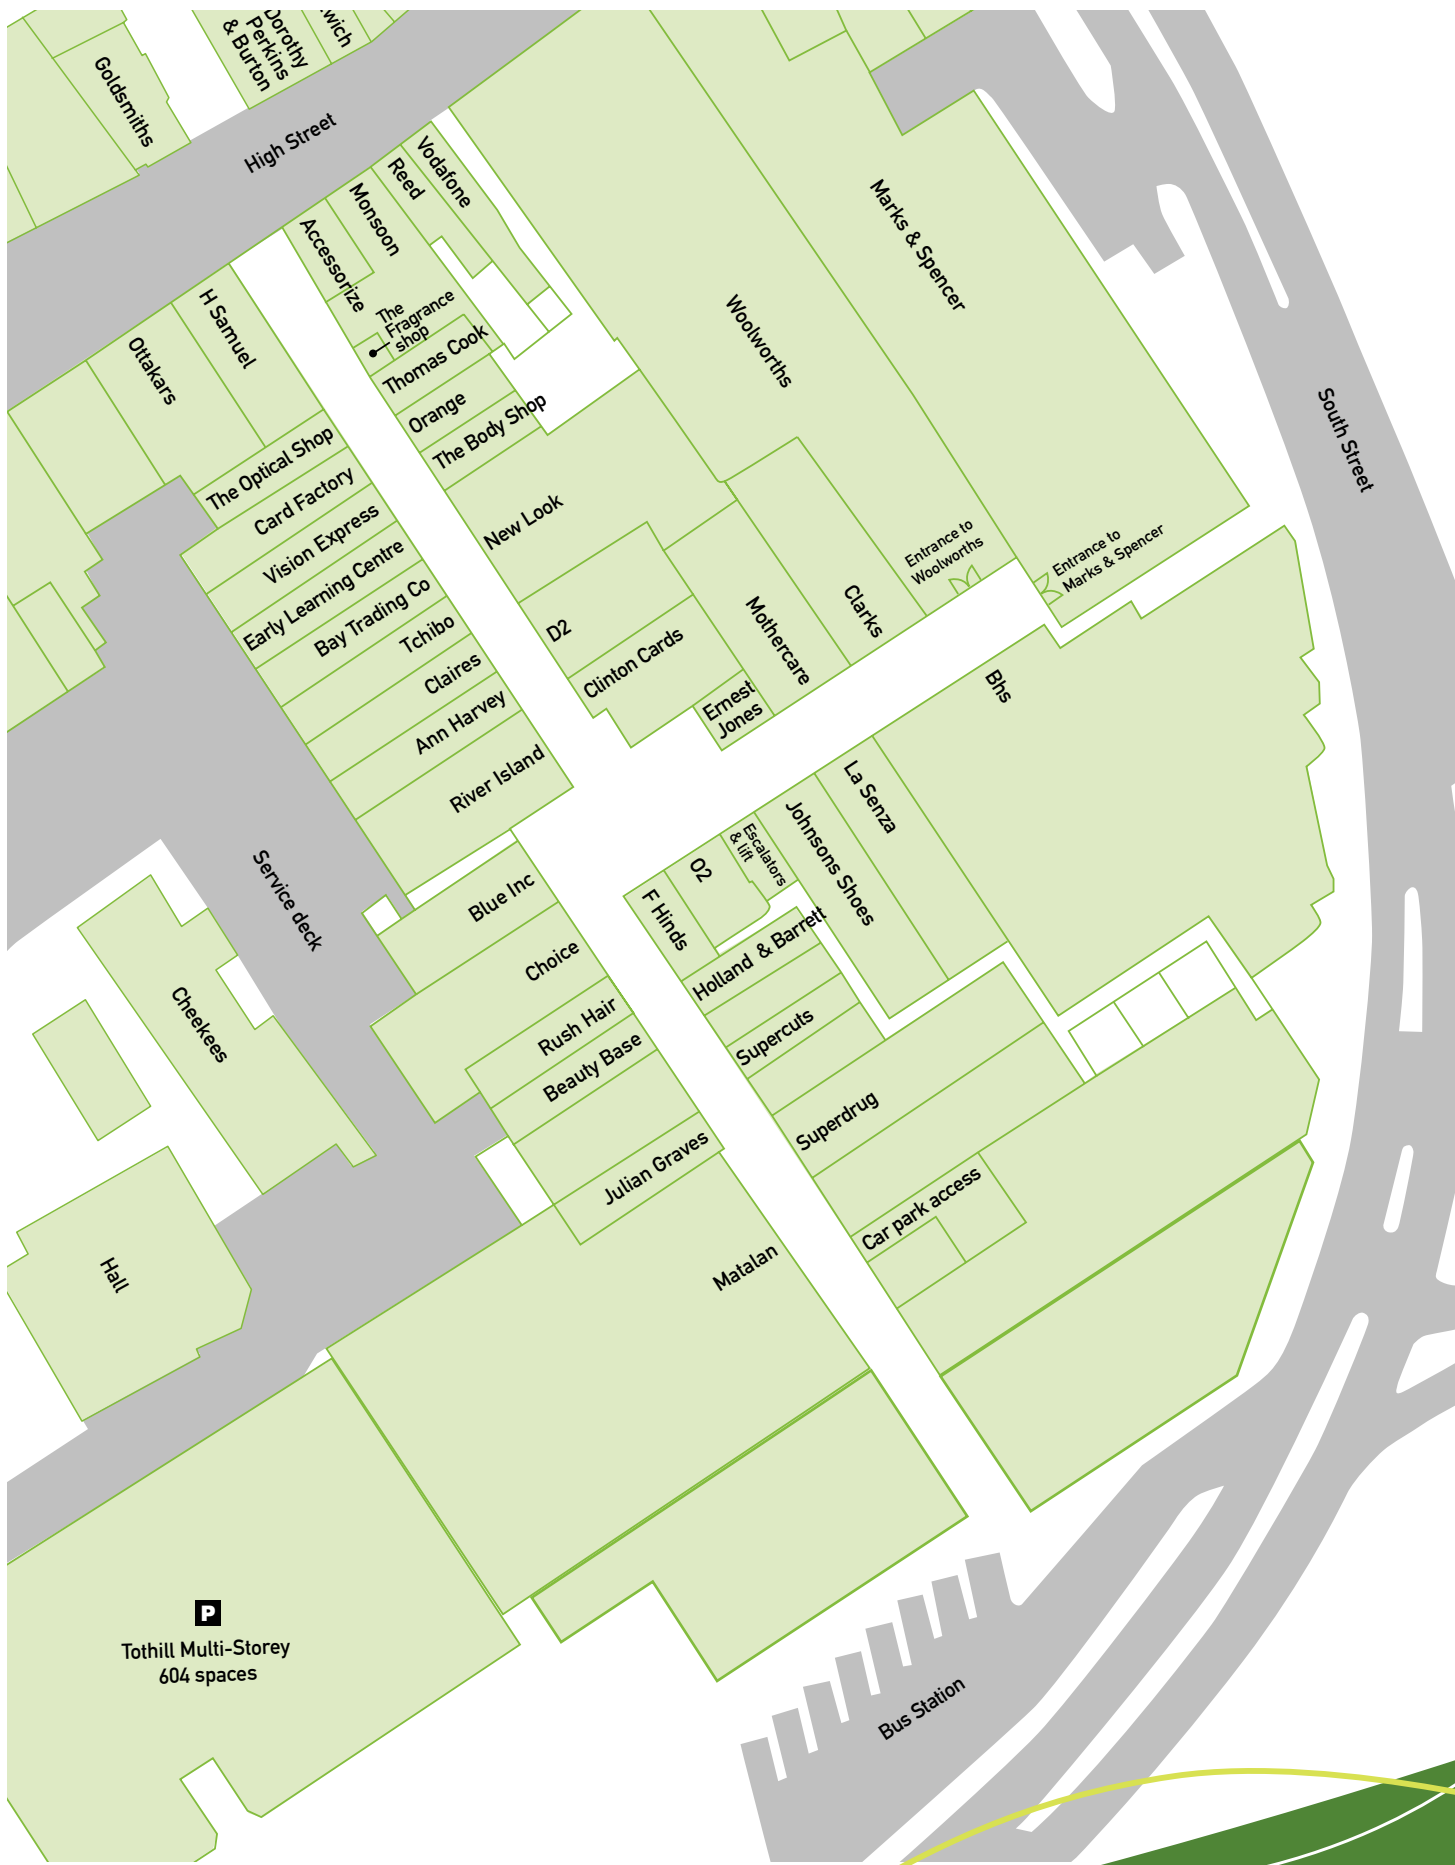 Goldsmiths
Dorothy
Perkins
& Burton
wich
High Street
Vodafone
Reed
Monsoon
Accessorize
The
Fragrance
shop
Thomas Cook
Orange
The Body Shop
New Look
D2
Clinton Cards
Ernest
Jones
Mothercare
Clarks
Woolworths
Marks & Spencer
Entrance to
Woolworths
Entrance to
Marks & Spencer
South Street
H Samuel
Ottakars
The Optical Shop
Card Factory
Vision Express
Early Learning Centre
Bay Trading Co
Tchibo
Claires
Ann Harvey
River Island
Service deck
Blue Inc
Choice
Rush Hair
Beauty Base
Julian Graves
Matalan
Bhs
La Senza
Johnsons Shoes
Escalators
& lift
O2
F Hinds
Holland & Barrett
Supercuts
Superdrug
Car park access
Cheekees
Hall
P
Tothill Multi-Storey
604 spaces
Bus Station